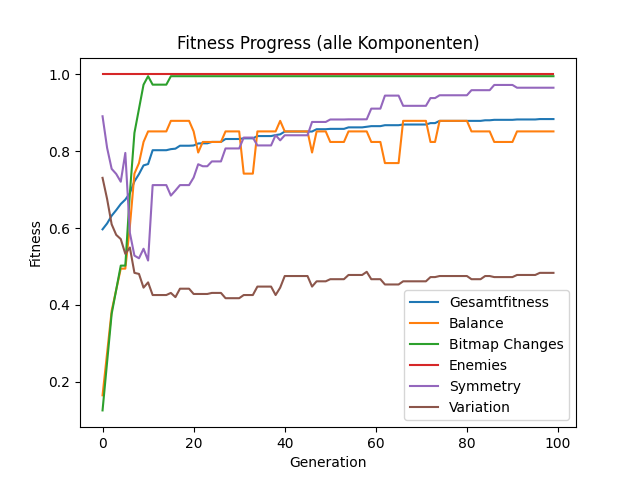 Fitness Progress (alle Komponenten)
1.0
0.8
0.6
0.4
0.2
Fitness
0 20 40 60 80 100
Generation
Gesamtfitness
Balance
Bitmap Changes
Enemies
Symmetry
Variation